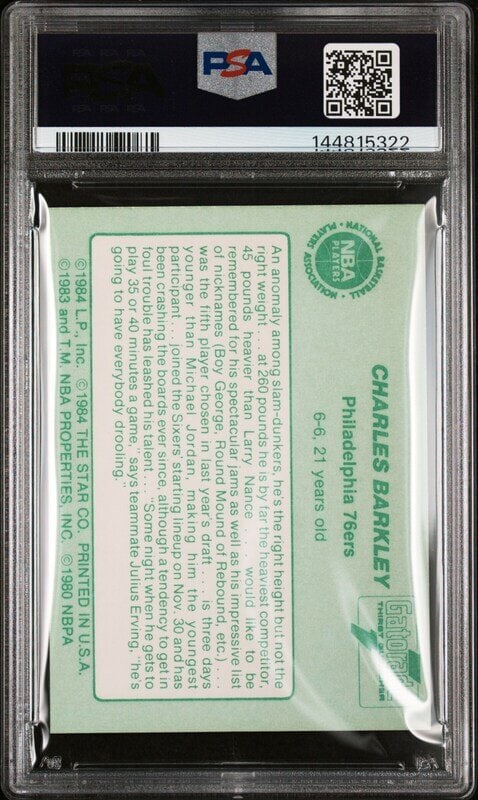 PSA
144815322
NATIONAL BASKETBALL
PLAYERS ASSOCIATION
NBA
PLAYERS
Gatorade
THIRST QUENCHER
CHARLES BARKLEY
Philadelphia 76ers
6-6, 21 years old
An anomaly among slam-dunkers, he's the right height but not the
right weight . . . at 260 pounds he is by far the heaviest competitor,
45 pounds heavier than Larry Nance . . . would like to be
remembered for his spectacular jams as well as his impressive list
of nicknames (Boy George, Round Mound of Rebound, etc.) . . .
was the fifth player chosen in last year's draft . . . is three days
younger than Michael Jordan, making him the youngest
participant . . . joined the Sixers' starting lineup on Nov. 30 and has
been crashing the boards ever since, although a tendency to get in
foul trouble has leashed his talent . . . "Some night when he gets to
play 35 or 40 minutes a game," says teammate Julius Erving, "he's
going to have everybody drooling."
©1984 L.P., Inc. ©1984 THE STAR CO. PRINTED IN U.S.A.
©1983 and T.M. NBA PROPERTIES, INC. ©1980 NBPA